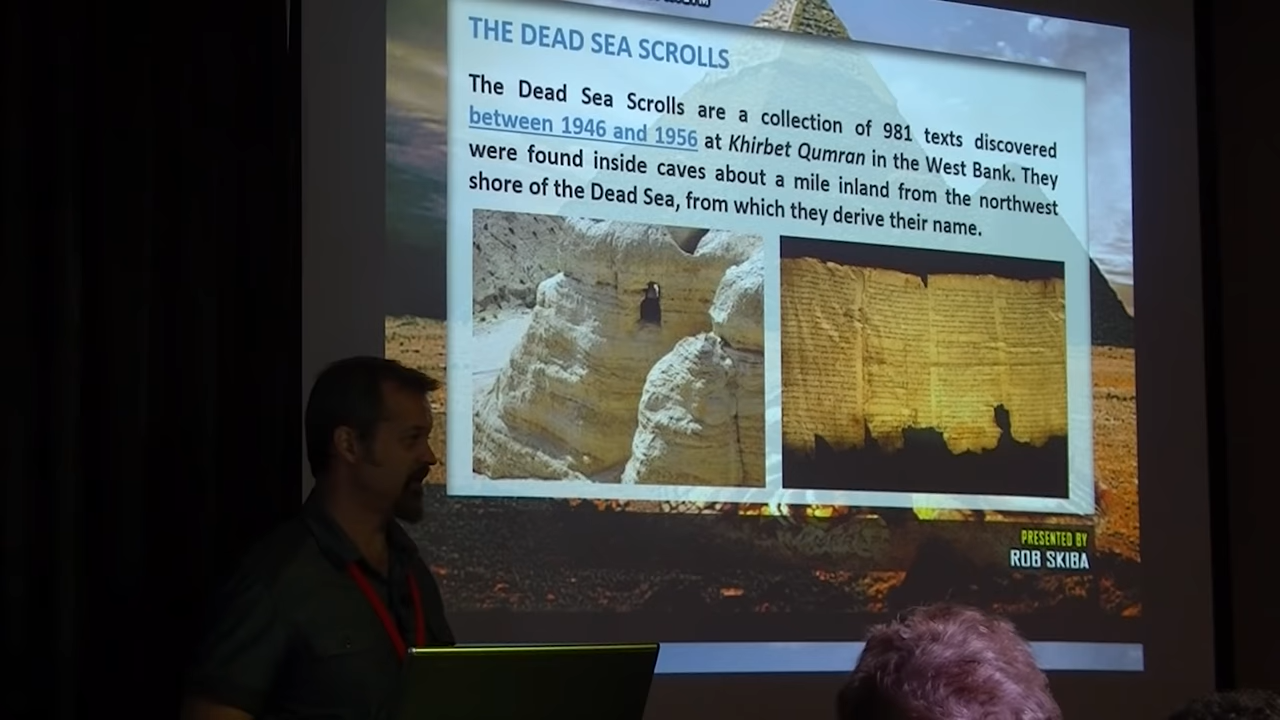 THE DEAD SEA SCROLLS
The Dead Sea Scrolls are a collection of 981 texts discovered
between 1946 and 1956 at Khirbet Qumran in the West Bank. They
were found inside caves about a mile inland from the northwest
shore of the Dead Sea, from which they derive their name.
PRESENTED BY
ROB SKIBA